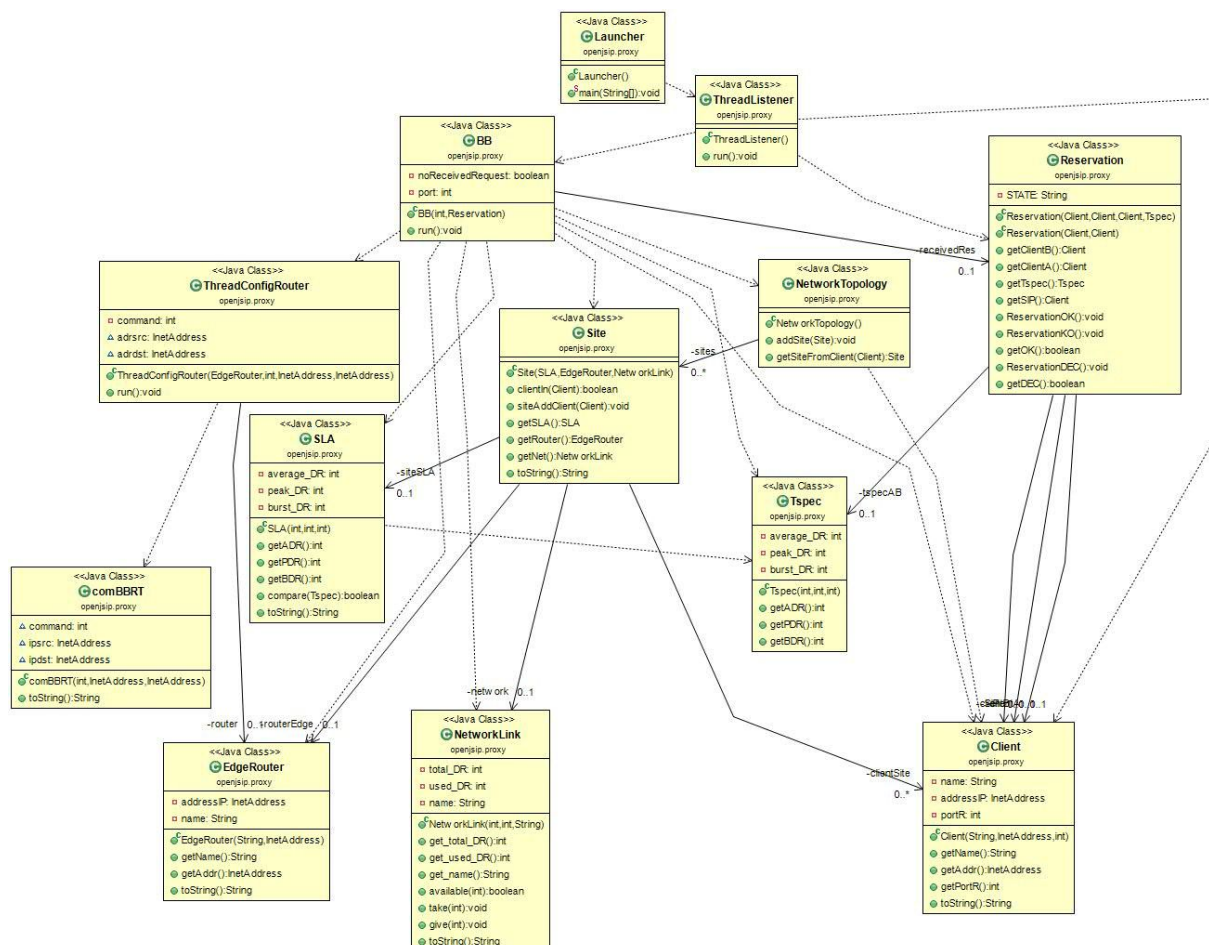 <<Java Class>>
Launcher
openjsip.proxy
Launcher()
main(String[]):void
<<Java Class>>
ThreadListener
openjsip.proxy
ThreadListener()
run():void
<<Java Class>>
BB
openjsip.proxy
noReceivedRequest: boolean
port: int
BB(int,Reservation)
run():void
<<Java Class>>
Reservation
openjsip.proxy
STATE: String
Reservation(Client,Client,Client,Tspec)
Reservation(Client,Client)
getClientB():Client
getClientA():Client
getTspec():Tspec
getSIP():Client
ReservationOK():void
ReservationKO():void
getOK():boolean
ReservationDEC():void
getDEC():boolean
-receivedRes
0..1
<<Java Class>>
ThreadConfigRouter
openjsip.proxy
command: int
adrsrc: InetAddress
adrdst: InetAddress
ThreadConfigRouter(EdgeRouter,int,InetAddress,InetAddress)
run():void
<<Java Class>>
NetworkTopology
openjsip.proxy
NetworkTopology()
addSite(Site):void
getSiteFromClient(Client):Site
<<Java Class>>
Site
openjsip.proxy
Site(SLA,EdgeRouter,NetworkLink)
clientIn(Client):boolean
siteAddClient(Client):void
getSLA():SLA
getRouter():EdgeRouter
getNet():NetworkLink
toString():String
-sites
0..*
<<Java Class>>
SLA
openjsip.proxy
average_DR: int
peak_DR: int
burst_DR: int
SLA(int,int,int)
getADR():int
getPDR():int
getBDR():int
compare(Tspec):boolean
toString():String
-siteSLA
0..1
<<Java Class>>
Tspec
openjsip.proxy
average_DR: int
peak_DR: int
burst_DR: int
Tspec(int,int,int)
getADR():int
getPDR():int
getBDR():int
-tspecAB
0..1
<<Java Class>>
comBBRT
openjsip.proxy
command: int
ipsrc: InetAddress
ipdst: InetAddress
comBBRT(int,InetAddress,InetAddress)
toString():String
-router
0..1
-routerEdge
0..1
-network
0..1
<<Java Class>>
EdgeRouter
openjsip.proxy
addressIP: InetAddress
name: String
EdgeRouter(String,InetAddress)
getName():String
getAddr():InetAddress
toString():String
<<Java Class>>
NetworkLink
openjsip.proxy
total_DR: int
used_DR: int
name: String
NetworkLink(int,int,String)
get_total_DR():int
get_used_DR():int
get_name():String
available(int):boolean
take(int):void
give(int):void
toString():String
-clientSite
0..*
<<Java Class>>
Client
openjsip.proxy
name: String
addressIP: InetAddress
portR: int
Client(String,InetAddress,int)
getName():String
getAddr():InetAddress
getPortR():int
toString():String